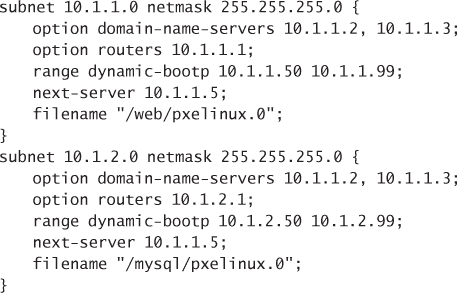 subnet 10.1.1.0 netmask 255.255.255.0 {
    option domain-name-servers 10.1.1.2, 10.1.1.3;
    option routers 10.1.1.1;
    range dynamic-bootp 10.1.1.50 10.1.1.99;
    next-server 10.1.1.5;
    filename "/web/pxelinux.0";
}
subnet 10.1.2.0 netmask 255.255.255.0 {
    option domain-name-servers 10.1.1.2, 10.1.1.3;
    option routers 10.1.2.1;
    range dynamic-bootp 10.1.2.50 10.1.2.99;
    next-server 10.1.1.5;
    filename "/mysql/pxelinux.0";
}